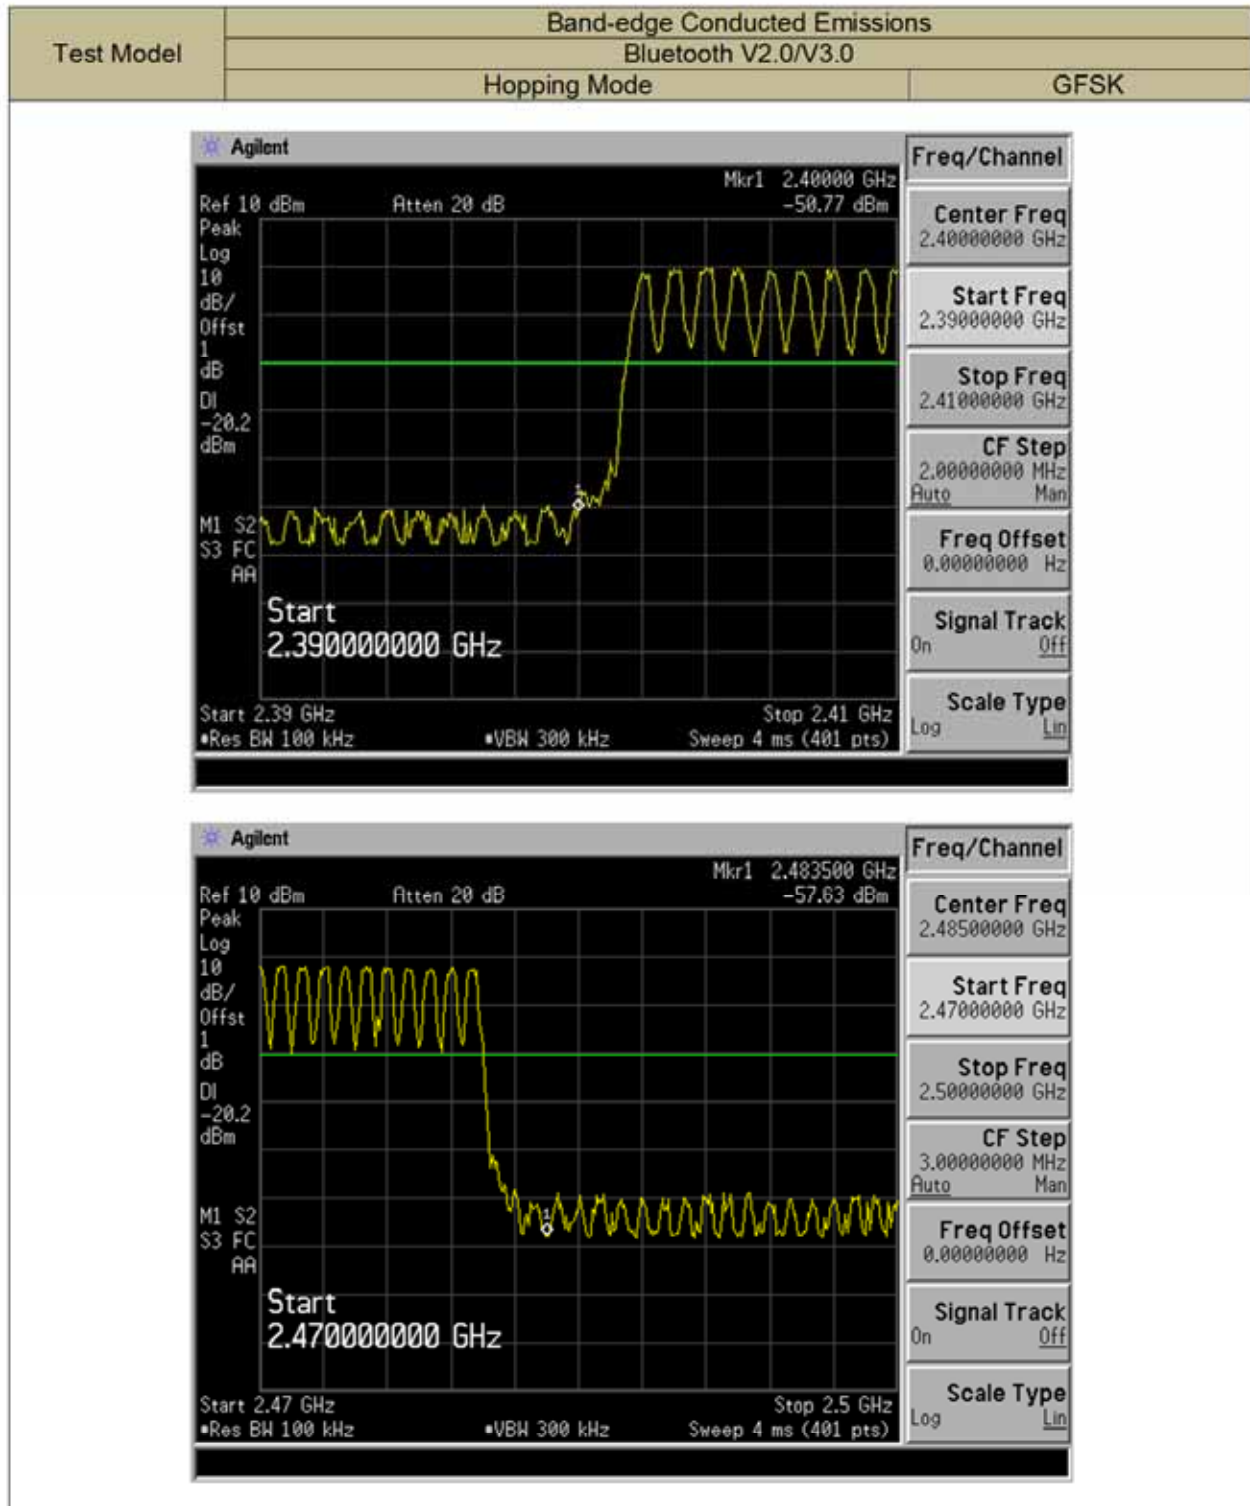 Test Model
Band-edge Conducted Emissions
Bluetooth V2.0/V3.0
Hopping Mode GFSK
Agilent
Mkr1 2.40000 GHz
Ref 10 dBm Atten 20 dB -50.77 dBm
Peak
Log
10
dB/
Offst
1
dB
DI
-20.2
dBm
M1 S2
S3 FC
AA
1
Start
2.390000000 GHz
Start 2.39 GHz Stop 2.41 GHz
•Res BW 100 kHz •VBW 300 kHz Sweep 4 ms (401 pts)
Freq/Channel
Center Freq
2.40000000 GHz
Start Freq
2.39000000 GHz
Stop Freq
2.41000000 GHz
CF Step
2.00000000 MHz
Auto Man
Freq Offset
0.00000000 Hz
Signal Track
On Off
Scale Type
Log Lin
Agilent
Mkr1 2.483500 GHz
Ref 10 dBm Atten 20 dB -57.63 dBm
Peak
Log
10
dB/
Offst
1
dB
DI
-20.2
dBm
M1 S2
S3 FC
AA
1
Start
2.470000000 GHz
Start 2.47 GHz Stop 2.5 GHz
•Res BW 100 kHz •VBW 300 kHz Sweep 4 ms (401 pts)
Freq/Channel
Center Freq
2.48500000 GHz
Start Freq
2.47000000 GHz
Stop Freq
2.50000000 GHz
CF Step
3.00000000 MHz
Auto Man
Freq Offset
0.00000000 Hz
Signal Track
On Off
Scale Type
Log Lin